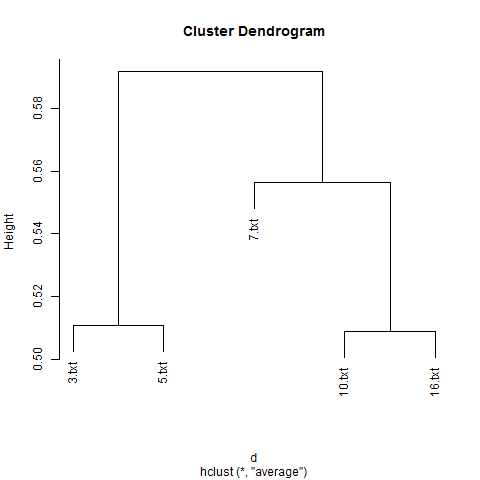 Cluster Dendrogram
Height
0.58
0.56
0.54
0.52
0.50
7.txt
3.txt
5.txt
10.txt
16.txt
d
hclust (*, "average")